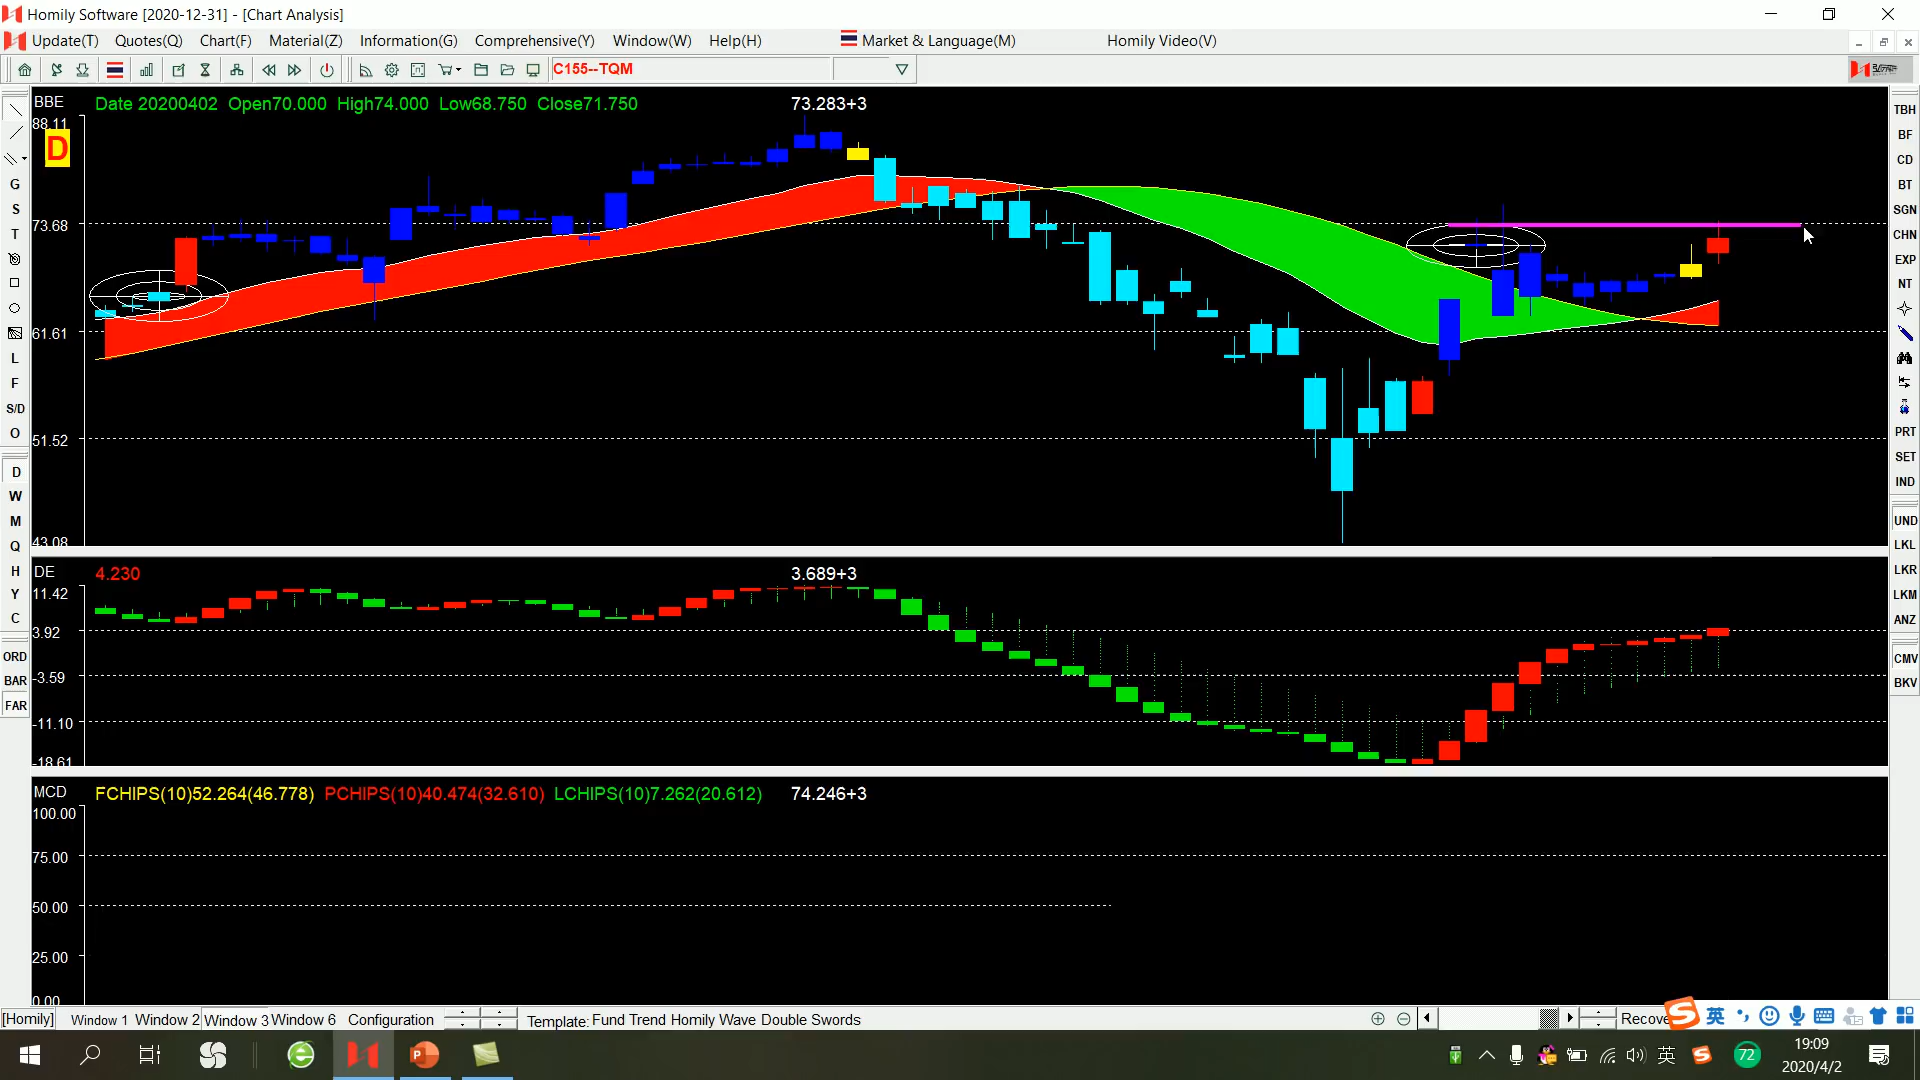 Homily Software [2020-12-31] - [Chart Analysis]
Update(T) Quotes(Q) Chart(F) Material(Z) Information(G) Comprehensive(Y) Window(W) Help(H) Market & Language(M) Homily Video(V)
C155--TQM
BBE Date 20200402 Open70.000 High74.000 Low68.750 Close71.750 73.283+3
88.11
D
73.68
61.61
51.52
43.08
DE 4.230 3.689+3
11.42
3.92
-3.59
-11.10
-18.61
MCD FCHIPS(10)52.264(46.778) PCHIPS(10)40.474(32.610) LCHIPS(10)7.262(20.612) 74.246+3
100.00
75.00
50.00
25.00
0.00
G
S
T
L
F
S/D
O
D
W
M
Q
H
Y
C
ORD
BAR
FAR
TBH
BF
CD
BT
SGN
CHN
EXP
NT
PRT
SET
IND
UND
LKL
LKR
LKM
ANZ
CMV
BKV
[Homily] Window 1 Window 2 Window 3 Window 6 Configuration Template: Fund Trend Homily Wave Double Swords Recove
英
英 72 19:09
2020/4/2